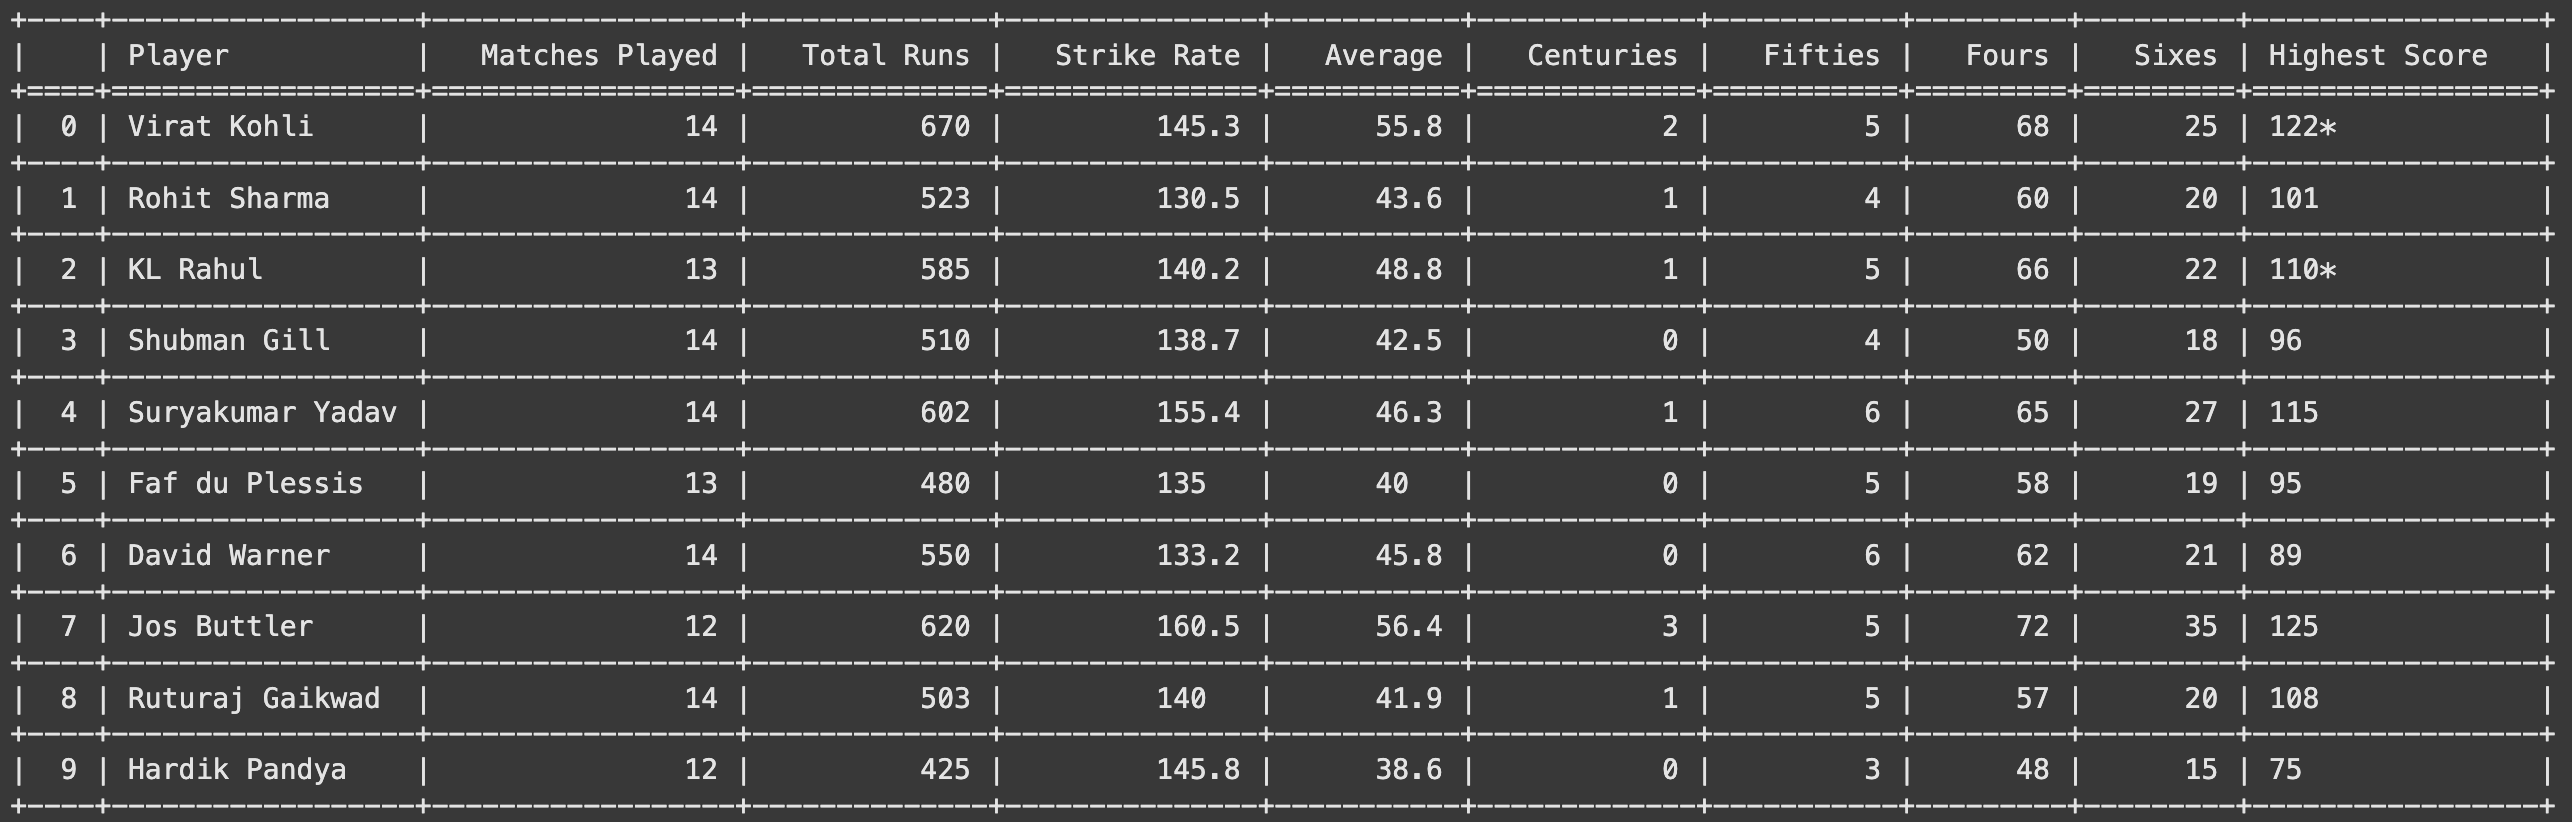 | | Player | Matches Played | Total Runs | Strike Rate | Average | Centuries | Fifties | Fours | Sixes | Highest Score |
| 0 | Virat Kohli | 14 | 670 | 145.3 | 55.8 | 2 | 5 | 68 | 25 | 122* |
| 1 | Rohit Sharma | 14 | 523 | 130.5 | 43.6 | 1 | 4 | 60 | 20 | 101 |
| 2 | KL Rahul | 13 | 585 | 140.2 | 48.8 | 1 | 5 | 66 | 22 | 110* |
| 3 | Shubman Gill | 14 | 510 | 138.7 | 42.5 | 0 | 4 | 50 | 18 | 96 |
| 4 | Suryakumar Yadav | 14 | 602 | 155.4 | 46.3 | 1 | 6 | 65 | 27 | 115 |
| 5 | Faf du Plessis | 13 | 480 | 135 | 40 | 0 | 5 | 58 | 19 | 95 |
| 6 | David Warner | 14 | 550 | 133.2 | 45.8 | 0 | 6 | 62 | 21 | 89 |
| 7 | Jos Buttler | 12 | 620 | 160.5 | 56.4 | 3 | 5 | 72 | 35 | 125 |
| 8 | Ruturaj Gaikwad | 14 | 503 | 140 | 41.9 | 1 | 5 | 57 | 20 | 108 |
| 9 | Hardik Pandya | 12 | 425 | 145.8 | 38.6 | 0 | 3 | 48 | 15 | 75 |